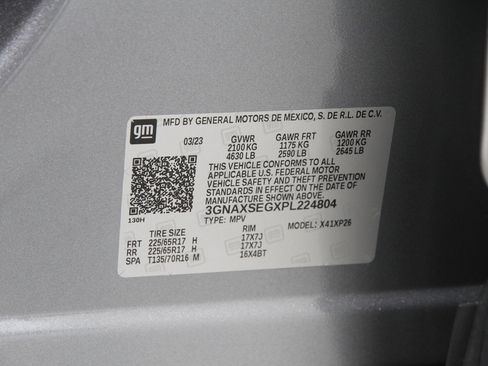 gm
MFD BY GENERAL MOTORS DE MEXICO, S. DE R.L. DE C.V.
03/23 GVWR GAWR FRT GAWR RR
2100 KG 1175 KG 1200 KG
4630 LB 2590 LB 2645 LB
THIS VEHICLE CONFORMS TO ALL
APPLICABLE U.S. FEDERAL MOTOR
VEHICLE SAFETY AND THEFT PREVENTION
STANDARDS IN EFFECT ON THE DATE OF
MANUFACTURE SHOWN ABOVE.
3GNAXSEGXPL224804
130H TYPE: MPV MODEL: X41XP26
TIRE SIZE RIM
FRT 225/65R17 H 17X7J
RR 225/65R17 H 17X7J
SPA T135/70R16 M 16X4BT